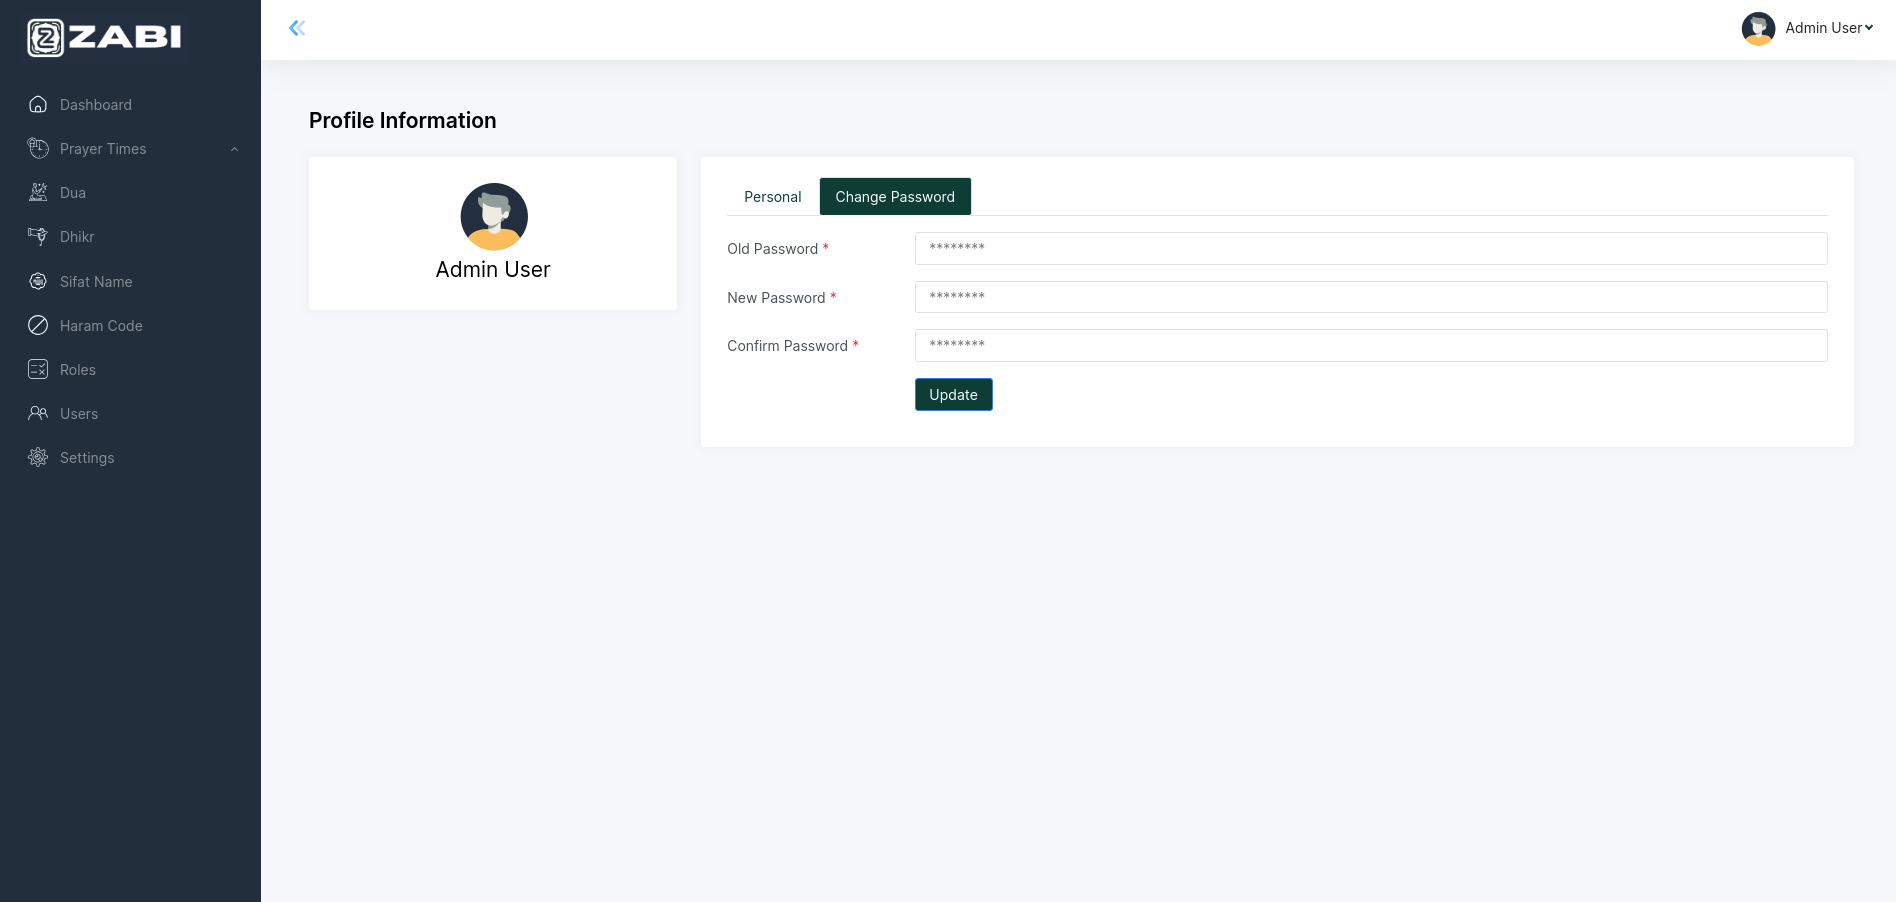 ZABI
Admin User
Dashboard
Prayer Times
Dua
Dhikr
Sifat Name
Haram Code
Roles
Users
Settings
Profile Information
Admin User
Personal
Change Password
Old Password *
********
New Password *
********
Confirm Password *
********
Update